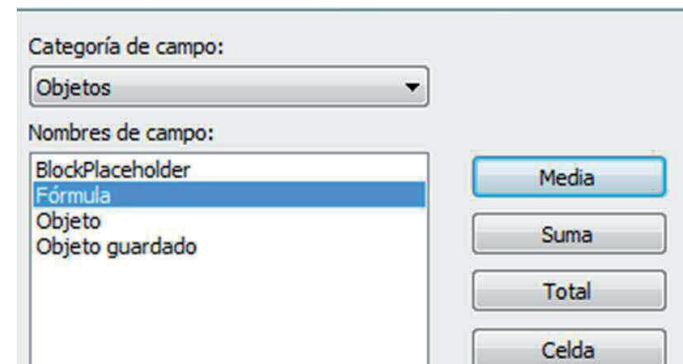 Categoría de campo:
Objetos
Nombres de campo:
BlockPlaceholder
Fórmula
Objeto
Objeto guardado
Media
Suma
Total
Celda